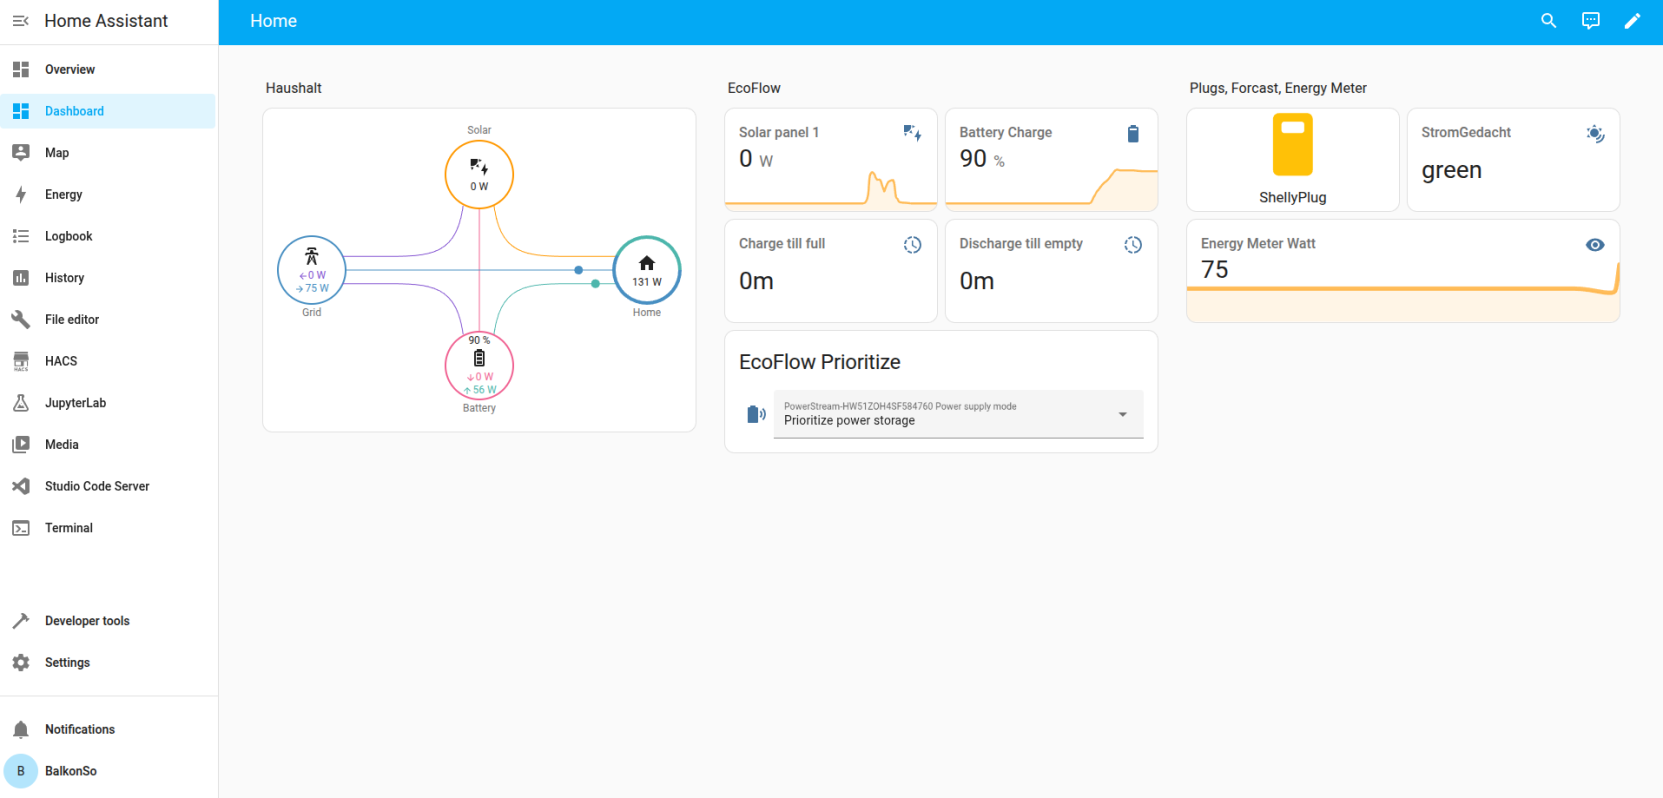 Home Assistant
Home
Overview
Dashboard
Map
Energy
Logbook
History
File editor
HACS
HACS
JupyterLab
Media
Studio Code Server
Terminal
Developer tools
Settings
Notifications
B
BalkonSo
Haushalt
Solar
0 W
←0 W
→75 W
Grid
131 W
Home
90 %
↓0 W
↑56 W
Battery
EcoFlow
Solar panel 1
0 W
Battery Charge
90 %
Charge till full
0m
Discharge till empty
0m
EcoFlow Prioritize
PowerStream-HW51ZOH4SF584760 Power supply mode
Prioritize power storage
Plugs, Forcast, Energy Meter
ShellyPlug
StromGedacht
green
Energy Meter Watt
75